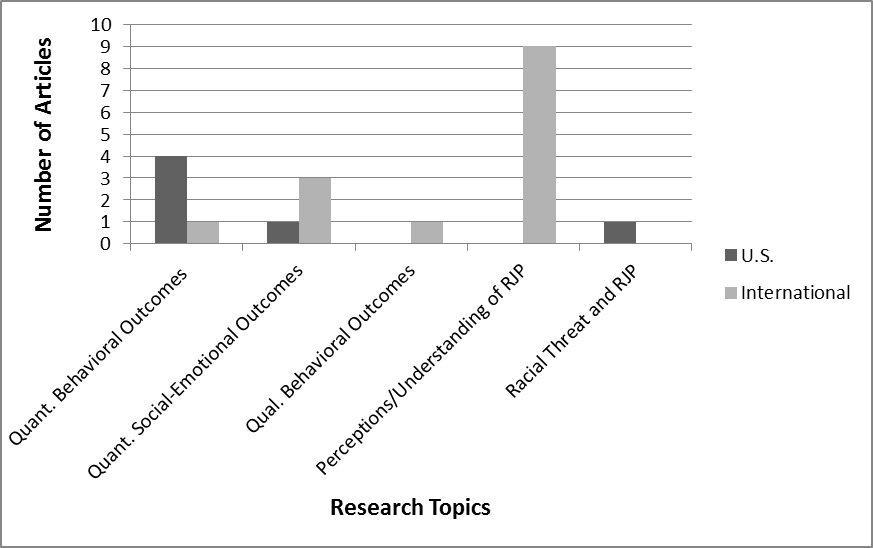 Number of Articles
10
9
8
7
6
5
4
3
2
1
0
Quant. Behavioral Outcomes
Quant. Social-Emotional Outcomes
Qual. Behavioral Outcomes
Perceptions/Understanding of RJP
Racial Threat and RJP
Research Topics
U.S.
International